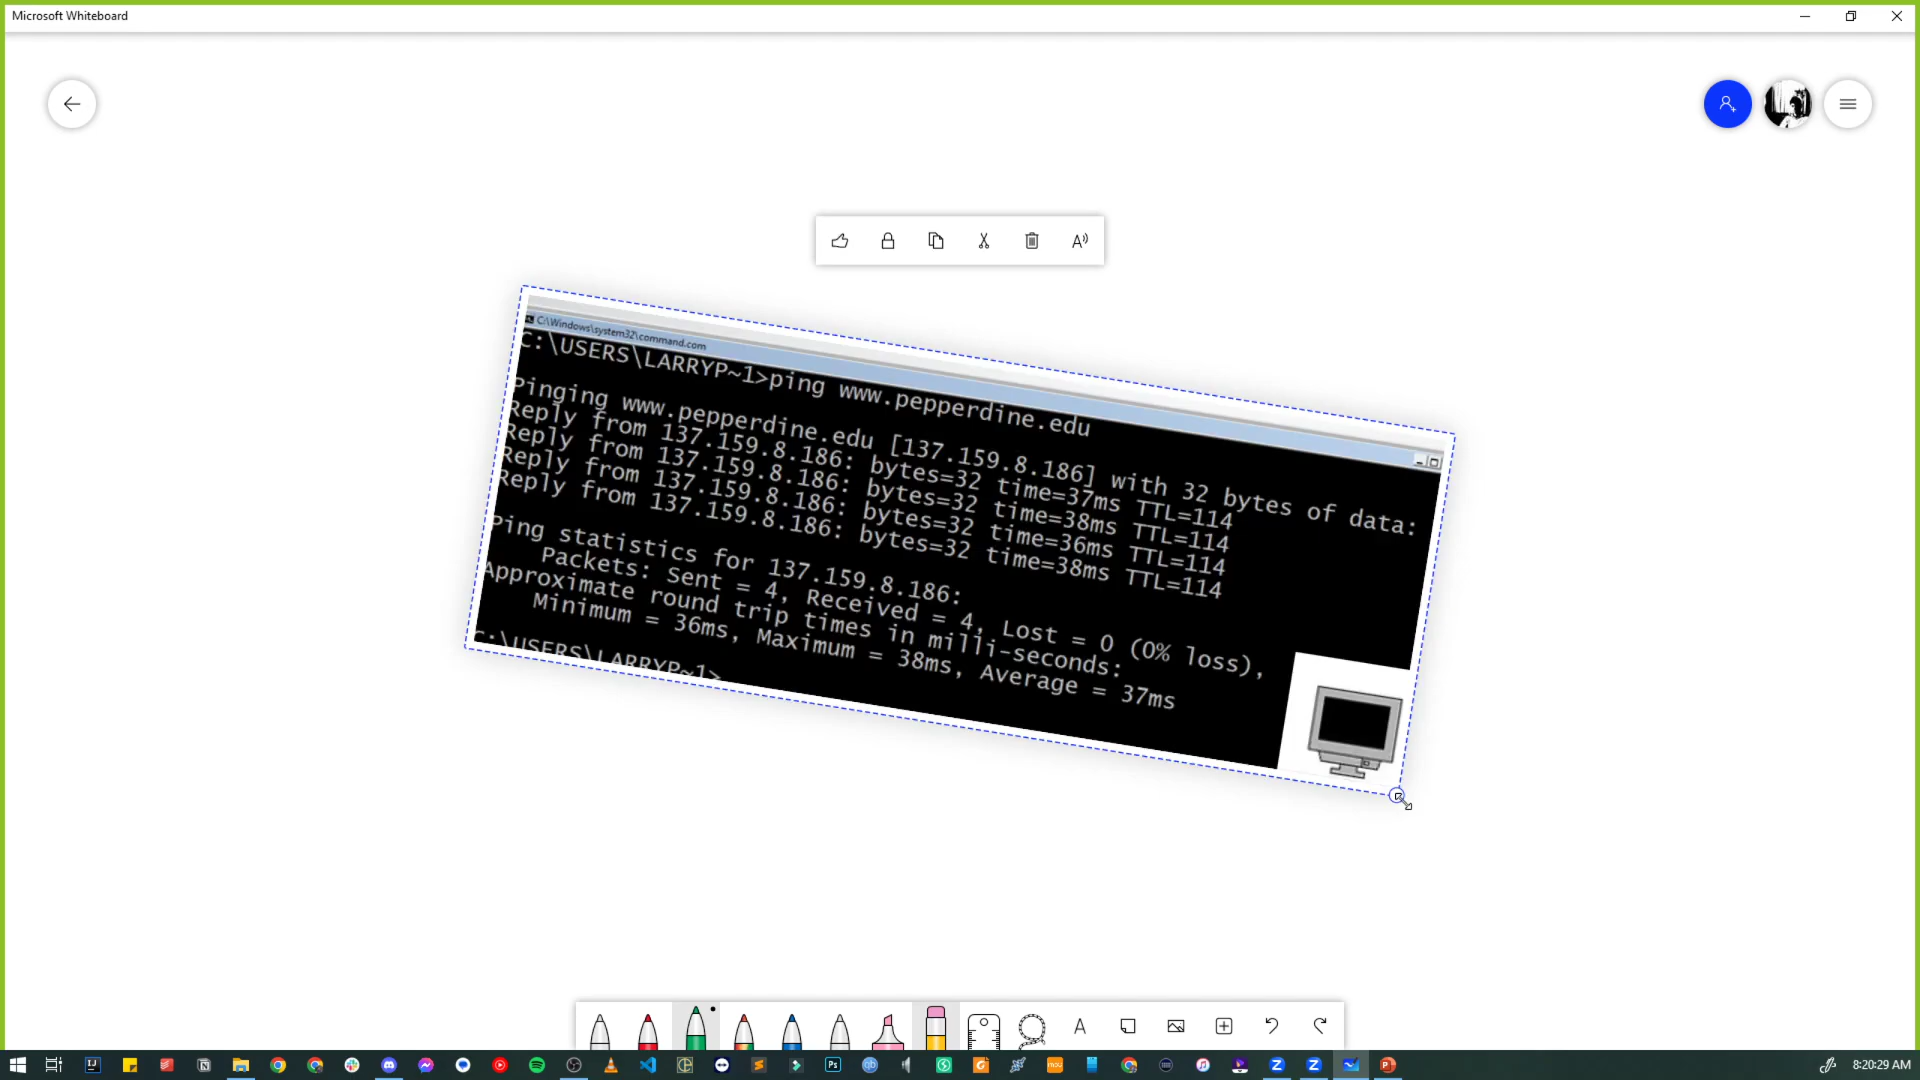 Microsoft Whiteboard
C:\Windows\system32\command.com
C:\USERS\LARRYP~1>ping www.pepperdine.edu
Pinging www.pepperdine.edu [137.159.8.186] with 32 bytes of data:
Reply from 137.159.8.186: bytes=32 time=37ms TTL=114
Reply from 137.159.8.186: bytes=32 time=38ms TTL=114
Reply from 137.159.8.186: bytes=32 time=36ms TTL=114
Reply from 137.159.8.186: bytes=32 time=38ms TTL=114
Ping statistics for 137.159.8.186:
Packets: Sent = 4, Received = 4, Lost = 0 (0% loss),
Approximate round trip times in milli-seconds:
Minimum = 36ms, Maximum = 38ms, Average = 37ms
C:\USERS\LARRYP~1>
8:20:29 AM